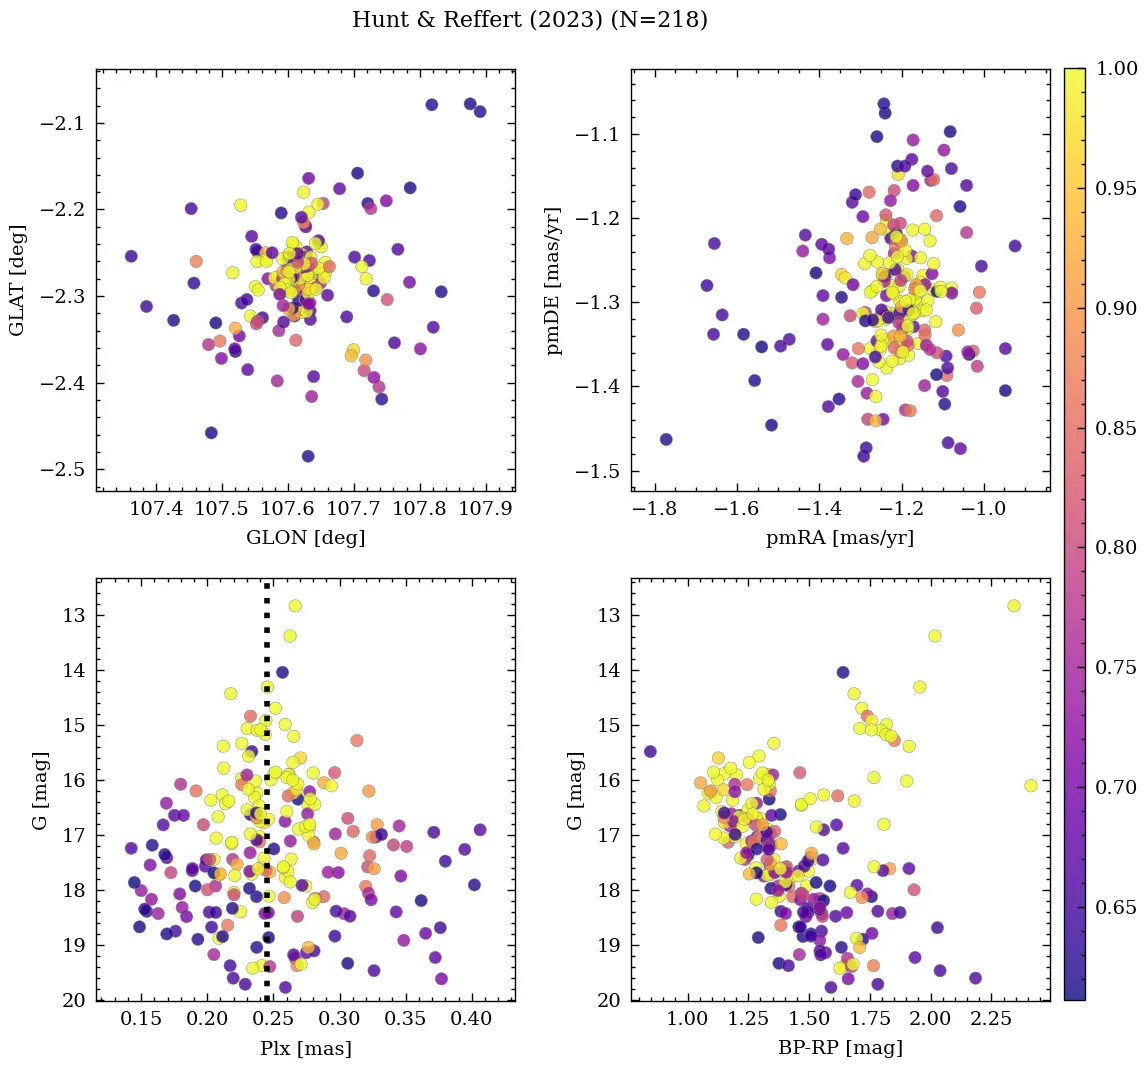 Hunt & Reffert (2023) (N=218)
−2.1
−2.2
−2.3
−2.4
−2.5
GLAT [deg]
107.4 107.5 107.6 107.7 107.8 107.9
GLON [deg]
−1.1
−1.2
−1.3
−1.4
−1.5
pmDE [mas/yr]
−1.8 −1.6 −1.4 −1.2 −1.0
pmRA [mas/yr]
13
14
15
16
17
18
19
20
G [mag]
0.15 0.20 0.25 0.30 0.35 0.40
Plx [mas]
13
14
15
16
17
18
19
20
G [mag]
1.00 1.25 1.50 1.75 2.00 2.25
BP-RP [mag]
1.00
0.95
0.90
0.85
0.80
0.75
0.70
0.65